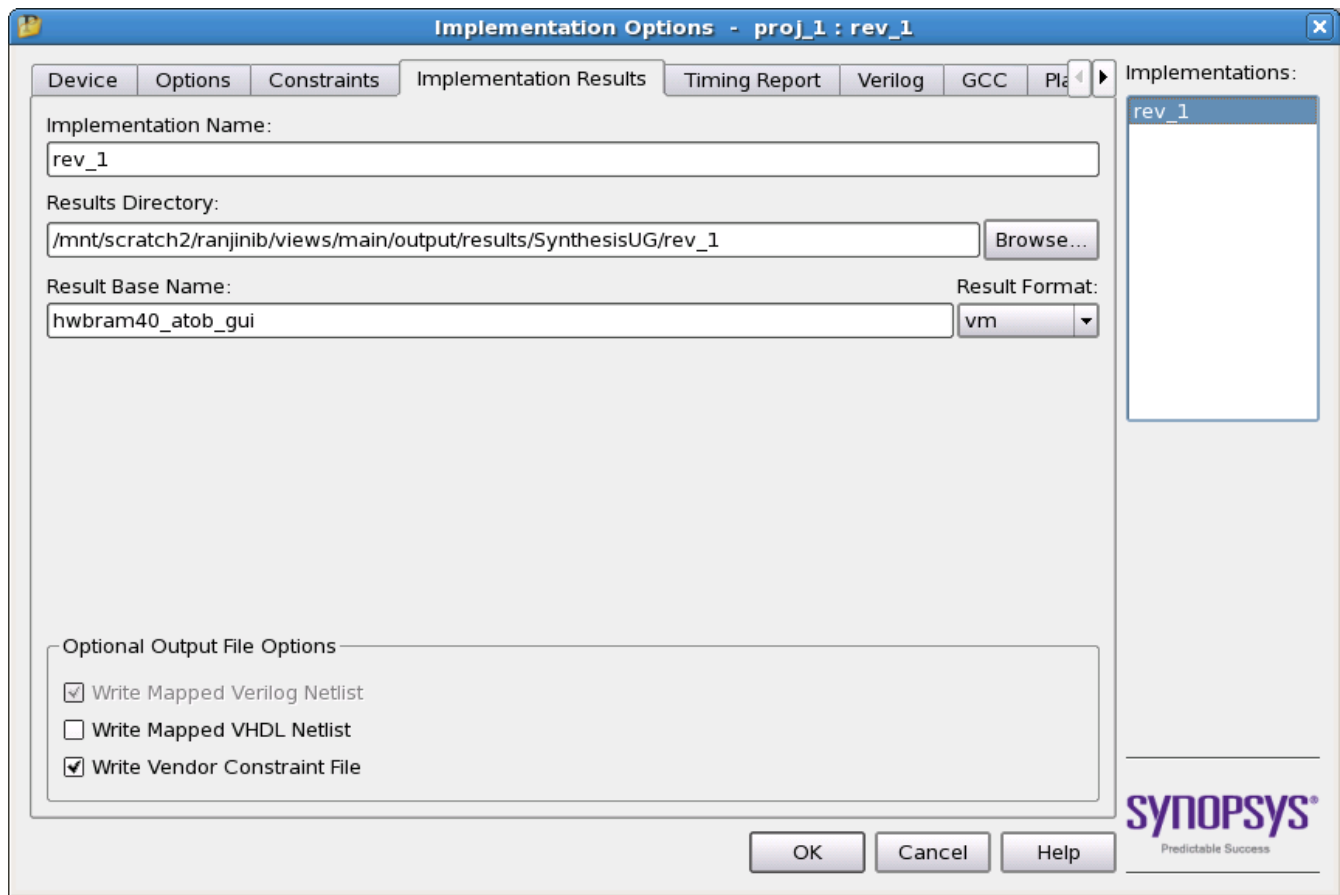 Implementation Options - proj_1 : rev_1
Device Options Constraints Implementation Results Timing Report Verilog GCC
Implementations:
rev_1
Implementation Name:
rev_1
Results Directory:
/mnt/scratch2/ranjinib/views/main/output/results/SynthesisUG/rev_1 Browse...
Result Base Name: Result Format:
hwbram40_atob_gui vm
Optional Output File Options
Write Mapped Verilog Netlist
Write Mapped VHDL Netlist
Write Vendor Constraint File
OK Cancel Help
SYNOPSYS®
Predictable Success